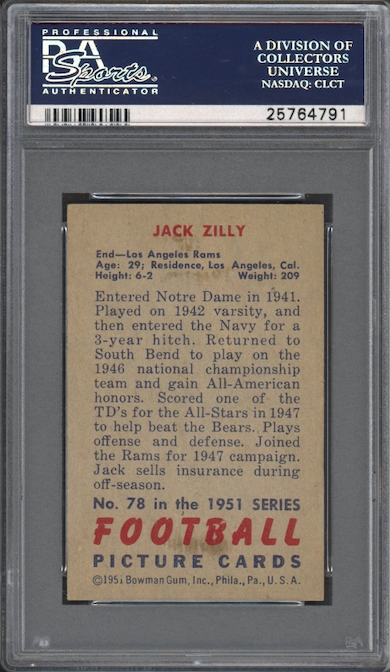 PROFESSIONAL
PSA
Sports
AUTHENTICATOR
A DIVISION OF
COLLECTORS
UNIVERSE
NASDAQ: CLCT
25764791
JACK ZILLY
End—Los Angeles Rams
Age: 29; Residence, Los Angeles, Cal.
Height: 6-2 Weight: 209
Entered Notre Dame in 1941.
Played on 1942 varsity, and
then entered the Navy for a
3-year hitch. Returned to
South Bend to play on the
1946 national championship
team and gain All-American
honors. Scored one of the
TD's for the All-Stars in 1947
to help beat the Bears. Plays
offense and defense. Joined
the Rams for 1947 campaign.
Jack sells insurance during
off-season.
No. 78 in the 1951 SERIES
FOOTBALL
PICTURE CARDS
©1951 Bowman Gum, Inc., Phila., Pa., U.S.A.